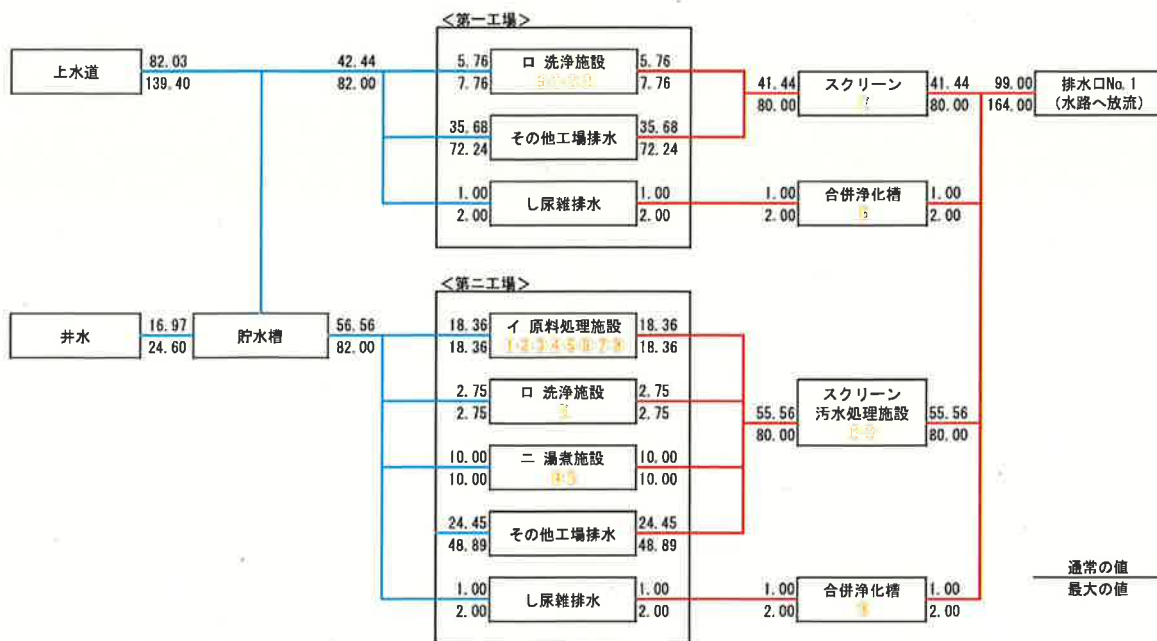 <第一工場>
上水道
82.03
139.40
42.44
82.00
5.76
7.76
ロ 洗浄施設
5.76
7.76
41.44
80.00
スクリーン
41.44
80.00
99.00
164.00
排水口No.1
(水路へ放流)
35.68
72.24
その他工場排水
35.68
72.24
1.00
2.00
し尿雑排水
1.00
2.00
1.00
2.00
合併浄化槽
1.00
2.00
<第二工場>
井水
16.97
24.60
貯水槽
56.56
82.00
18.36
18.36
イ 原料処理施設
①②③④⑤⑥⑦⑧
18.36
18.36
2.75
2.75
ロ 洗浄施設
2.75
2.75
55.56
80.00
スクリーン
汚水処理施設
55.56
80.00
10.00
10.00
ニ 湯煮施設
10.00
10.00
24.45
48.89
その他工場排水
24.45
48.89
1.00
2.00
し尿雑排水
1.00
2.00
1.00
2.00
合併浄化槽
1.00
2.00
通常の値
最大の値